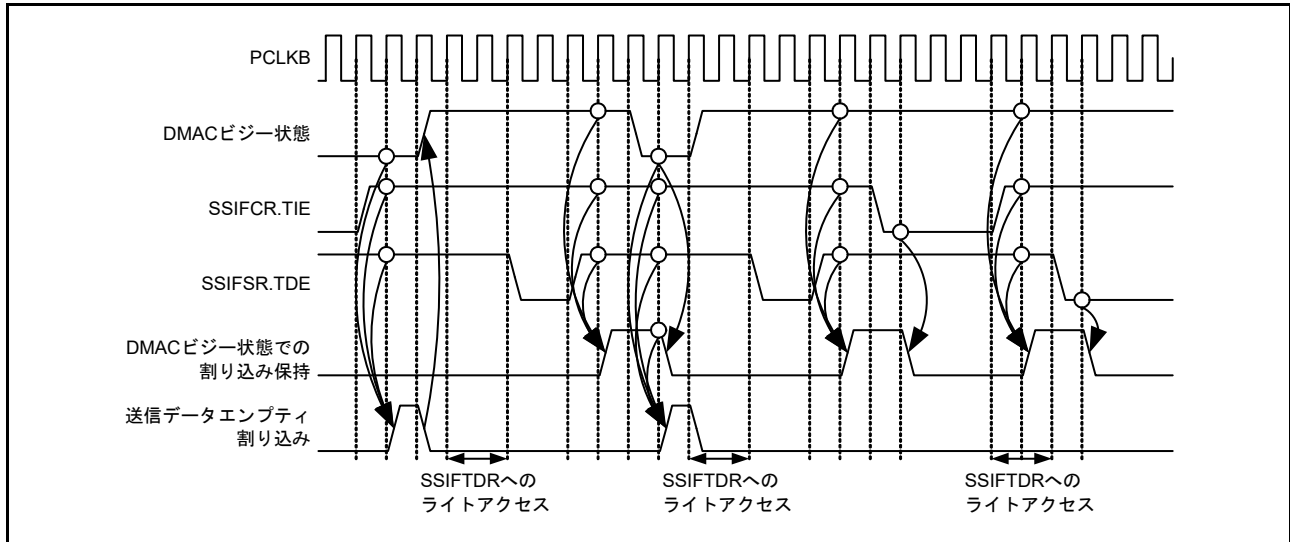 PCLKB
DMACビジー状態
SSIFCR.TIE
SSIFSR.TDE
DMACビジー状態での
割り込み保持
送信データエンプティ
割り込み
SSIFTDRへの
ライトアクセス
SSIFTDRへの
ライトアクセス
SSIFTDRへの
ライトアクセス